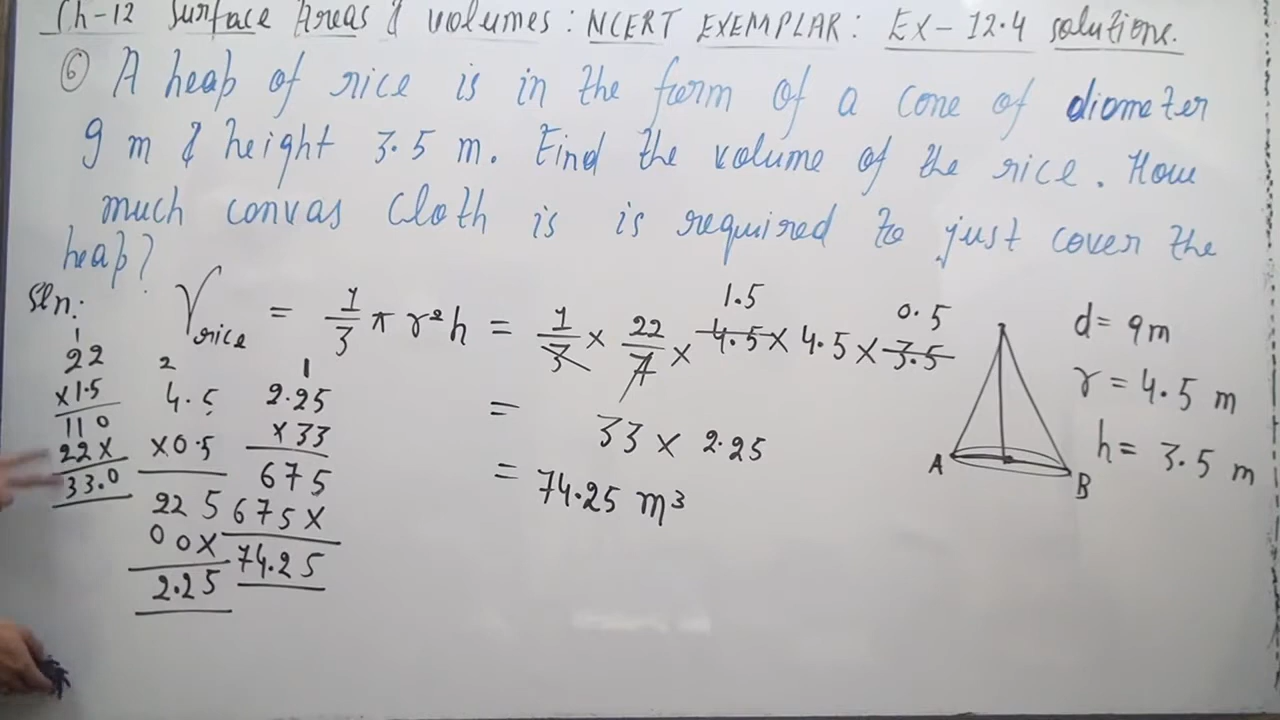 Ch-12 Surface Areas & volumes : NCERT EXEMPLAR : Ex-12.4 solutions.
⑥ A heap of rice is in the form of a cone of diameter
9 m & height 3.5 m. Find the volume of the rice. How
much convas cloth is is required to just cover the
heap?
Sln:
V rice = 1/3 π r² h = 1/3 × 22/7 × 4.5 × 4.5 × 3.5
1.5
0.5
= 33 × 2.25
= 74.25 m³
1
22
×1.5
110
22×
33.0
2
4.5
×0.5
225
00×
2.25
1
2.25
×33
675
675×
74.25
A
B
d = 9m
r = 4.5 m
h = 3.5 m